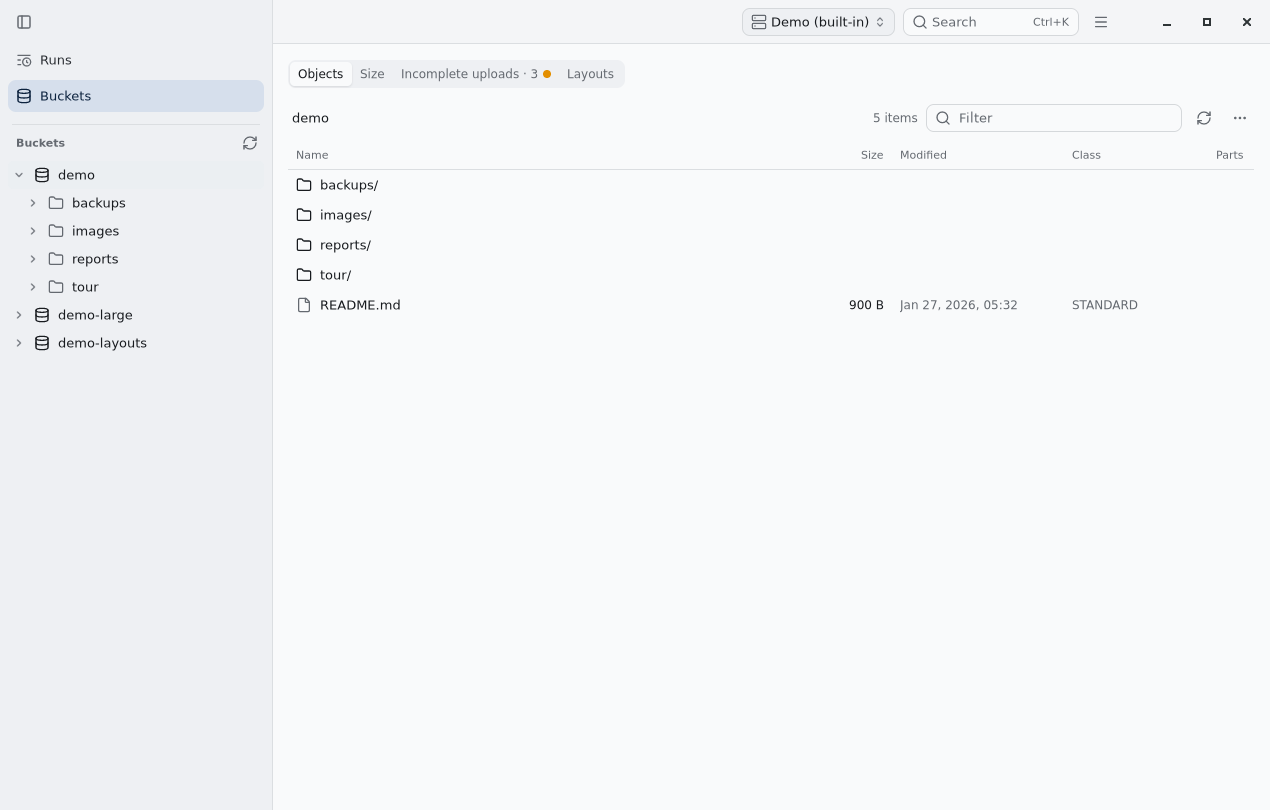 Demo (built-in)
Search
Ctrl+K
Runs
Buckets
Buckets
demo
backups
images
reports
tour
demo-large
demo-layouts
Objects
Size
Incomplete uploads · 3
Layouts
demo
5 items
Filter
Name Size Modified Class Parts
backups/
images/
reports/
tour/
README.md 900 B Jan 27, 2026, 05:32 STANDARD